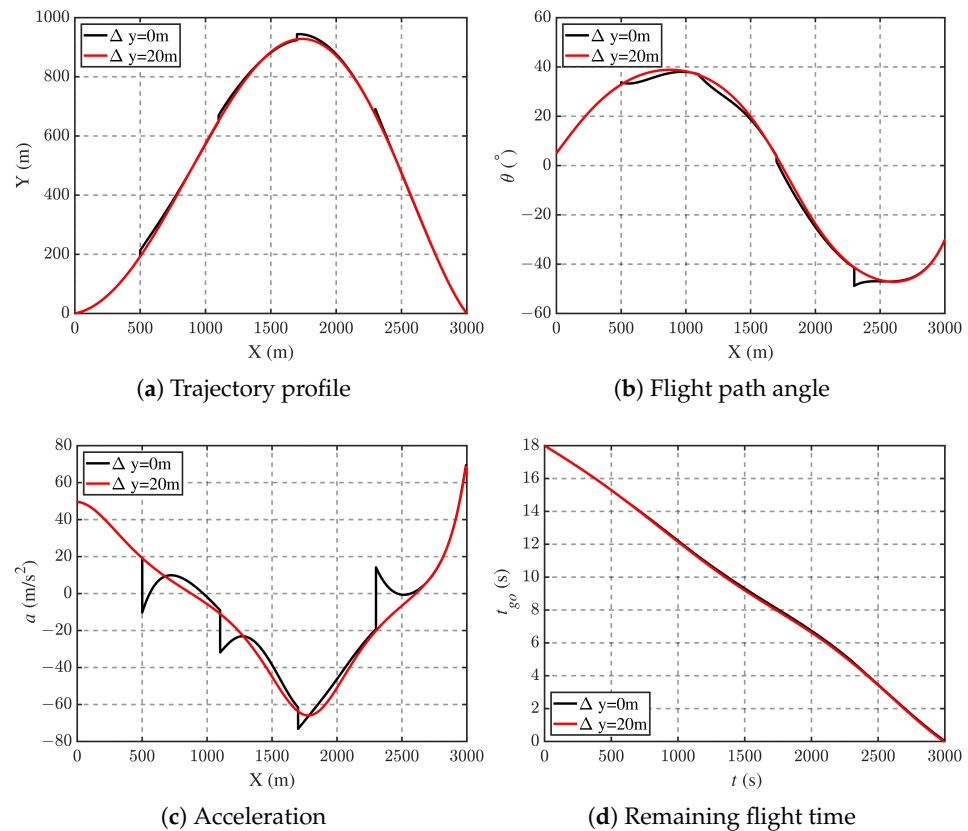 1000
800
600
400
200
0
Y (m)
Δ y=0m
Δ y=20m
0 500 1000 1500 2000 2500 3000
X (m)
(a) Trajectory profile
60
40
20
0
−20
−40
−60
θ (°)
Δ y=0m
Δ y=20m
0 500 1000 1500 2000 2500 3000
X (m)
(b) Flight path angle
80
60
40
20
0
−20
−40
−60
−80
a (m/s²)
Δ y=0m
Δ y=20m
0 500 1000 1500 2000 2500 3000
X (m)
(c) Acceleration
18
16
14
12
10
8
6
4
2
0
t_go (s)
Δ y=0m
Δ y=20m
0 500 1000 1500 2000 2500 3000
t (s)
(d) Remaining flight time